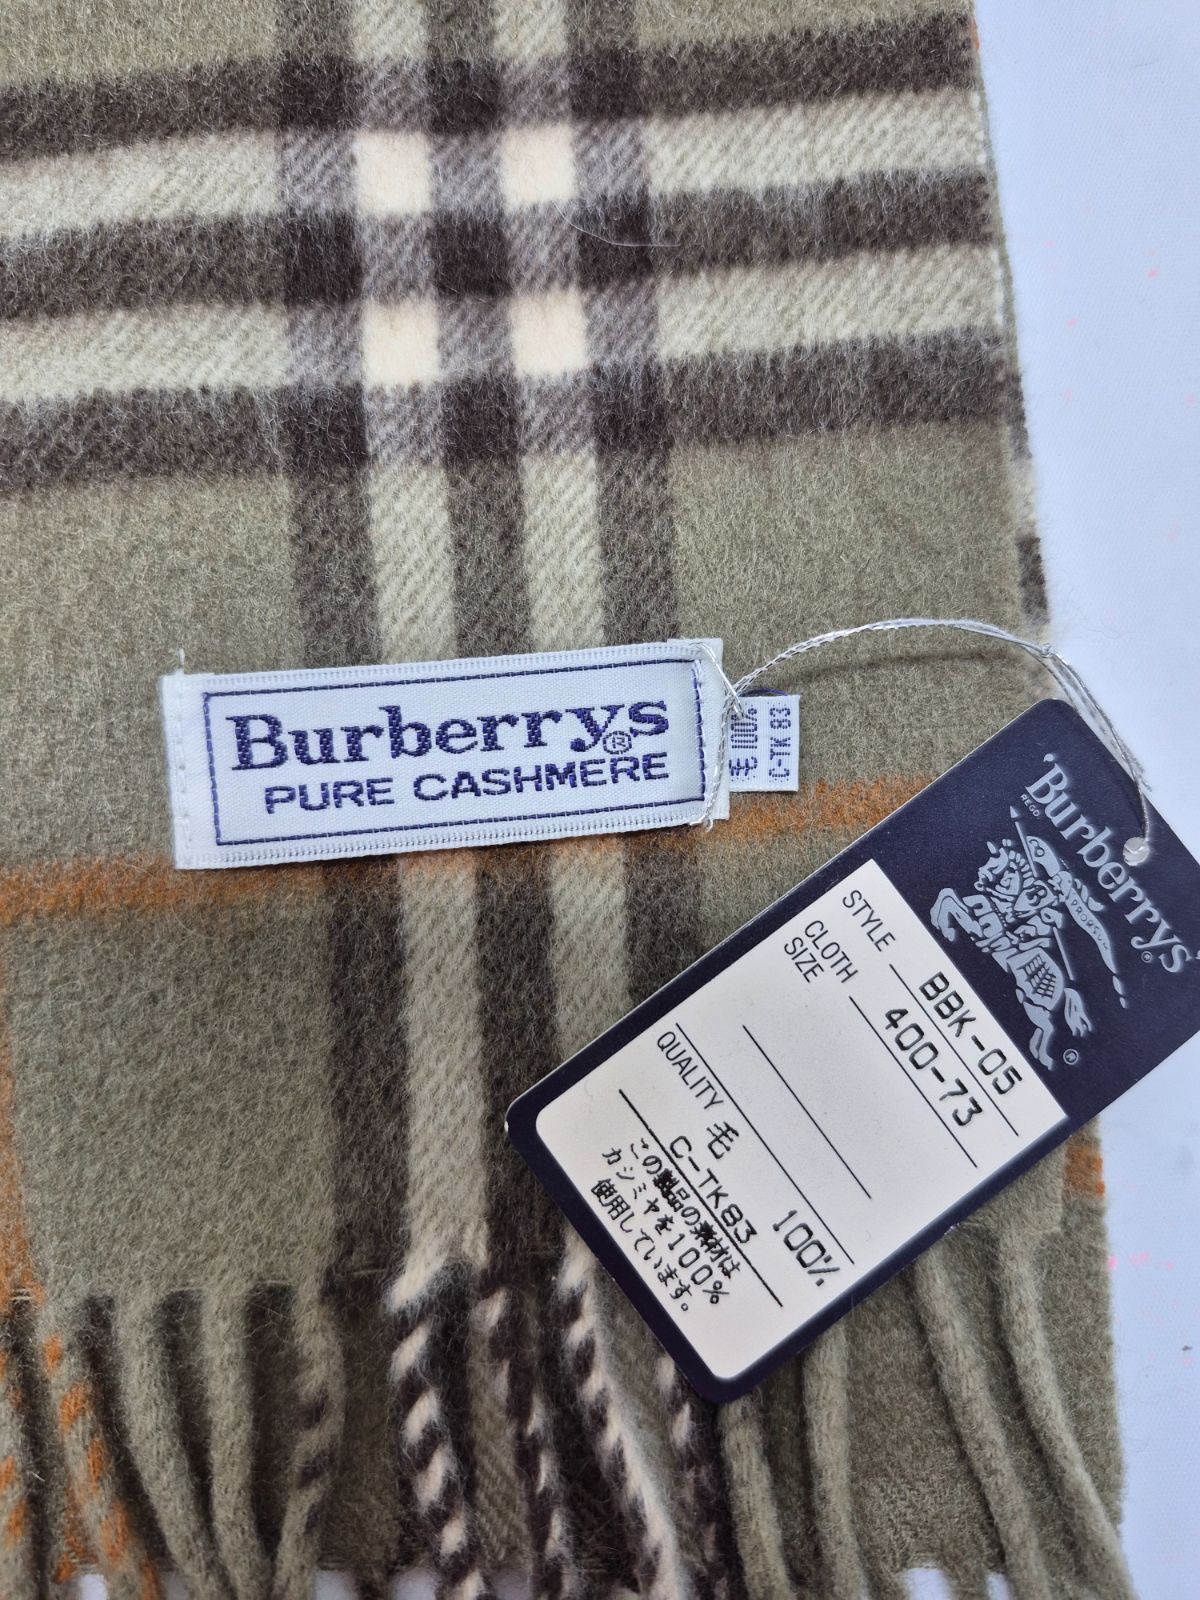 Burberrys®
PURE CASHMERE
毛 100%
C-TK 83
Burberrys®
REGD.
PRORSUM
®
STYLE BBK-05
CLOTH 400-73
SIZE
QUALITY 毛 100%
C-TK83
この製品の素材は
カシミヤを100%
使用しています。